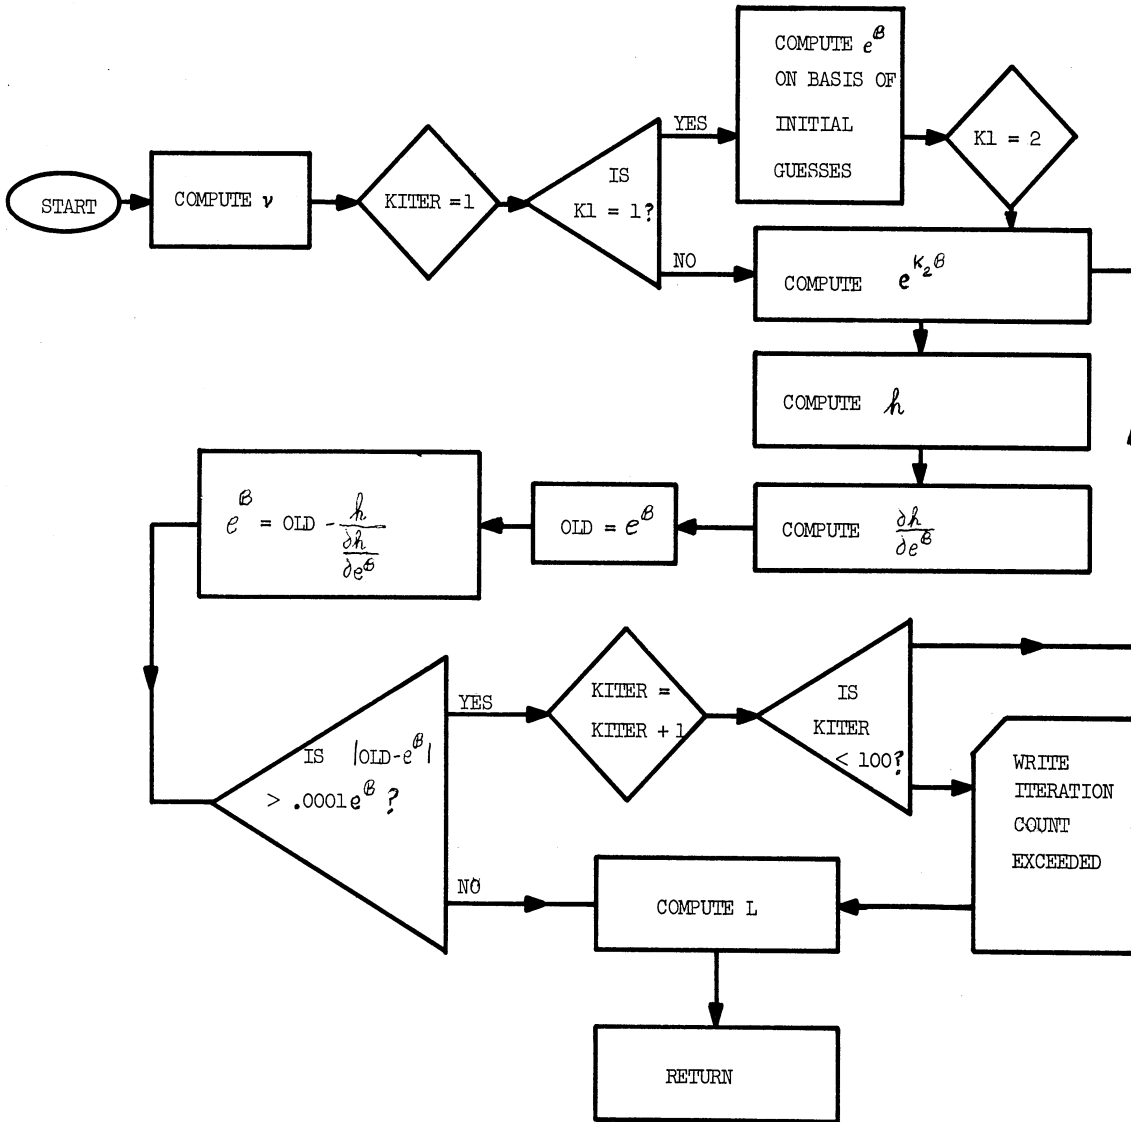 START
COMPUTE ν
KITER = 1
IS
K1 = 1?
YES
NO
COMPUTE e^B
ON BASIS OF
INITIAL
GUESSES
K1 = 2
COMPUTE e^{K₂B}
COMPUTE h
COMPUTE ∂h/∂e^B
OLD = e^B
e^B = OLD - h/(∂h/∂e^B)
IS |OLD-e^B|
> .0001e^B ?
YES
NO
KITER =
KITER + 1
IS
KITER
< 100?
WRITE
ITERATION
COUNT
EXCEEDED
COMPUTE L
RETURN